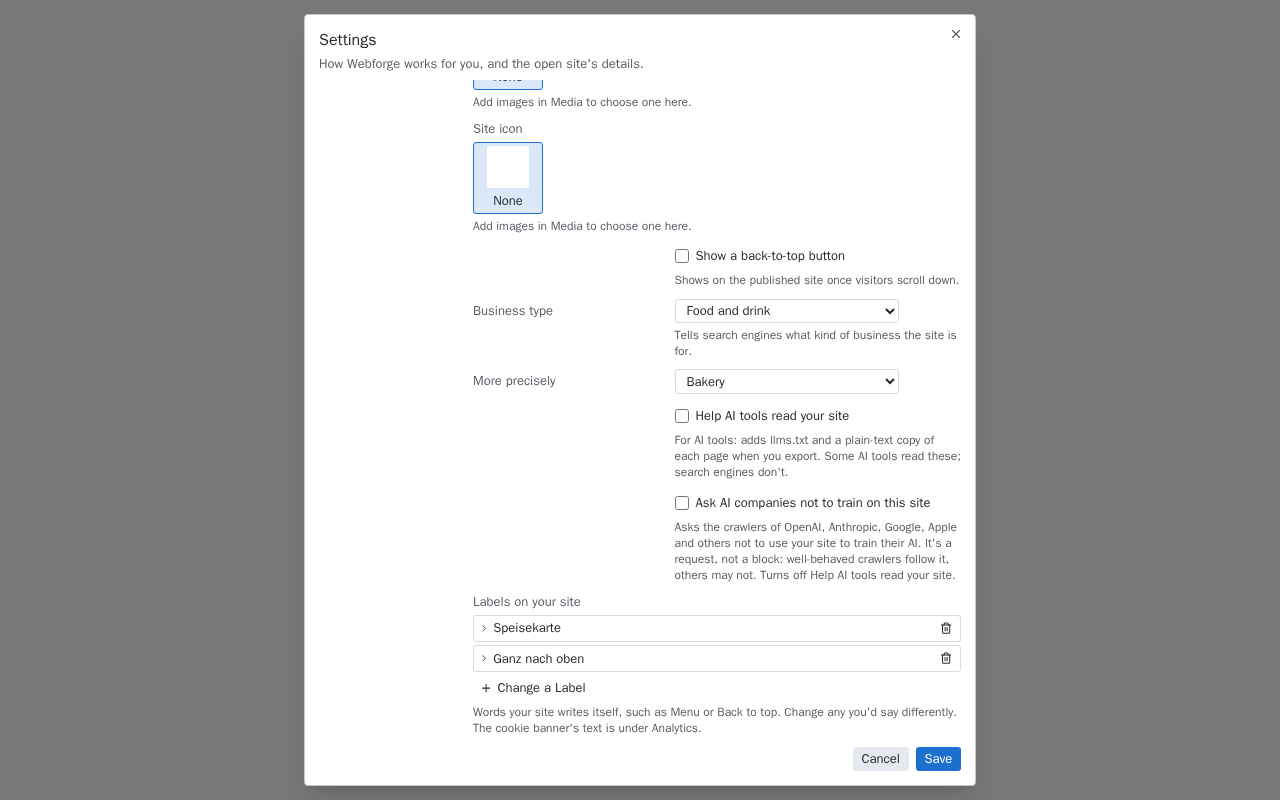 Settings
How Webforge works for you, and the open site's details.
Add images in Media to choose one here.
Site icon
None
Add images in Media to choose one here.
Show a back-to-top button
Shows on the published site once visitors scroll down.
Business type
Food and drink
Tells search engines what kind of business the site is
for.
More precisely
Bakery
Help AI tools read your site
For AI tools: adds llms.txt and a plain-text copy of
each page when you export. Some AI tools read these;
search engines don't.
Ask AI companies not to train on this site
Asks the crawlers of OpenAI, Anthropic, Google, Apple
and others not to use your site to train their AI. It's a
request, not a block: well-behaved crawlers follow it,
others may not. Turns off Help AI tools read your site.
Labels on your site
Speisekarte
Ganz nach oben
Change a Label
Words your site writes itself, such as Menu or Back to top. Change any you'd say differently.
The cookie banner's text is under Analytics.
Cancel
Save